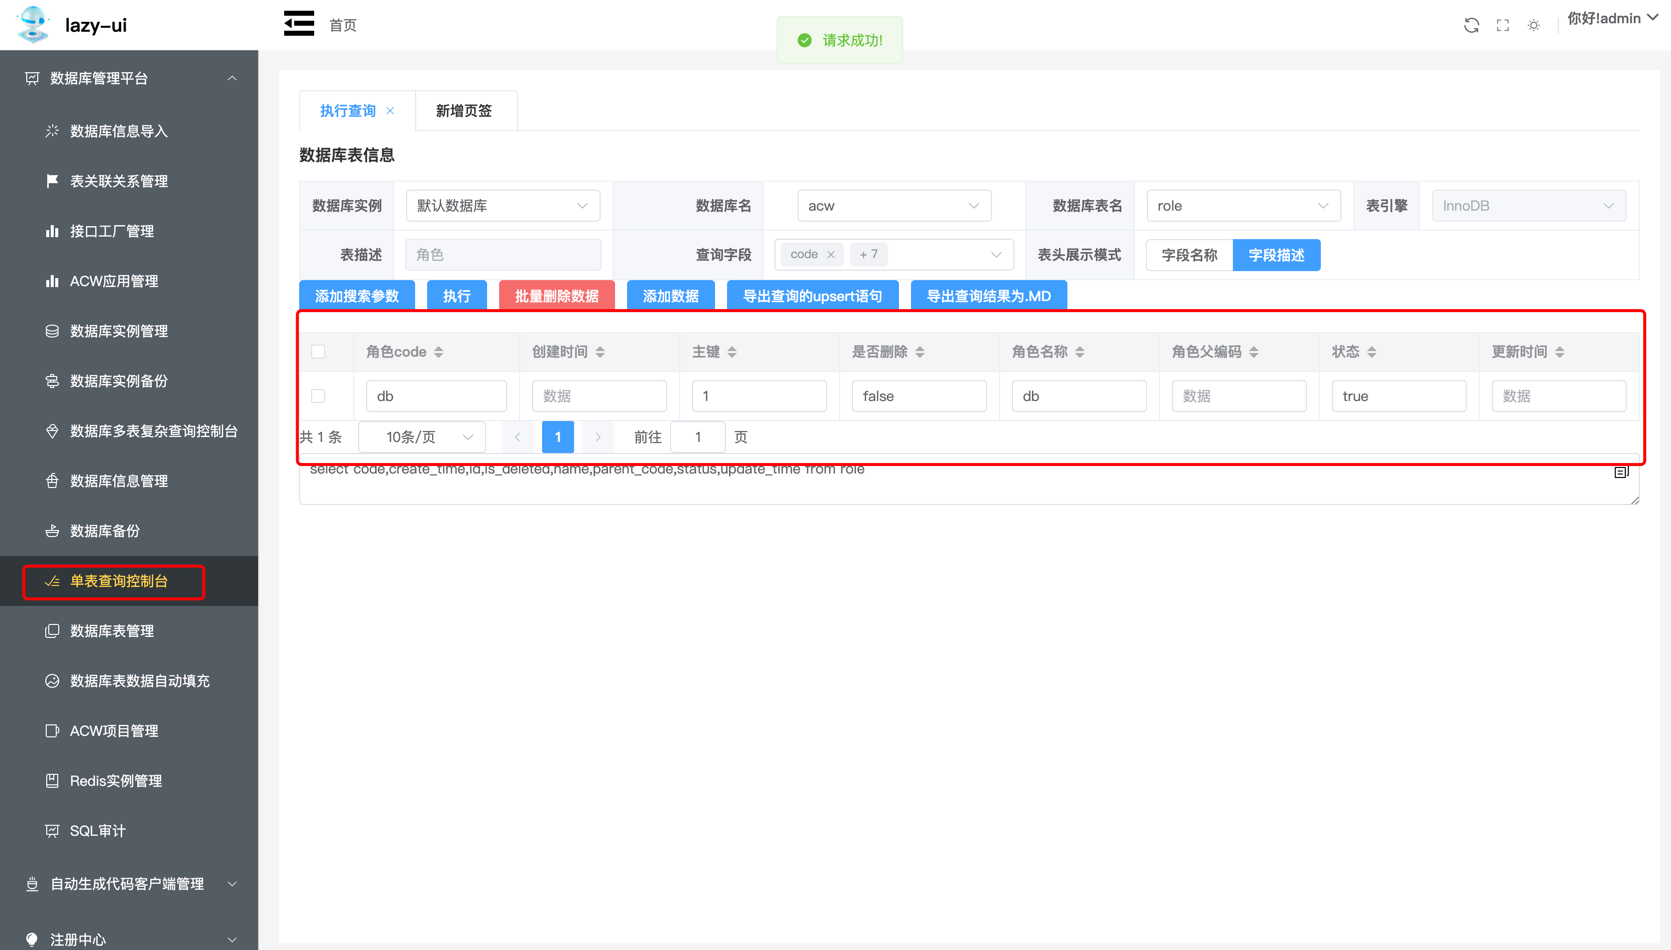 lazy-ui
首页
请求成功!
你好!admin
数据库管理平台
数据库信息导入
表关联关系管理
接口工厂管理
ACW应用管理
数据库实例管理
数据库实例备份
数据库多表复杂查询控制台
数据库信息管理
数据库备份
单表查询控制台
数据库表管理
数据库表数据自动填充
ACW项目管理
Redis实例管理
SQL审计
自动生成代码客户端管理
注册中心
执行查询 × 新增页签
数据库表信息
数据库实例 默认数据库 数据库名 acw 数据库表名 role 表引擎 InnoDB
表描述 角色 查询字段 code × + 7 表头展示模式 字段名称 字段描述
添加搜索参数 执行 批量删除数据 添加数据 导出查询的upsert语句 导出查询结果为.MD
角色code 创建时间 主键 是否删除 角色名称 角色父编码 状态 更新时间
db 数据 1 false db 数据 true 数据
共 1 条 10条/页 1 前往 1 页
select code,create_time,id,is_deleted,name,parent_code,status,update_time from role